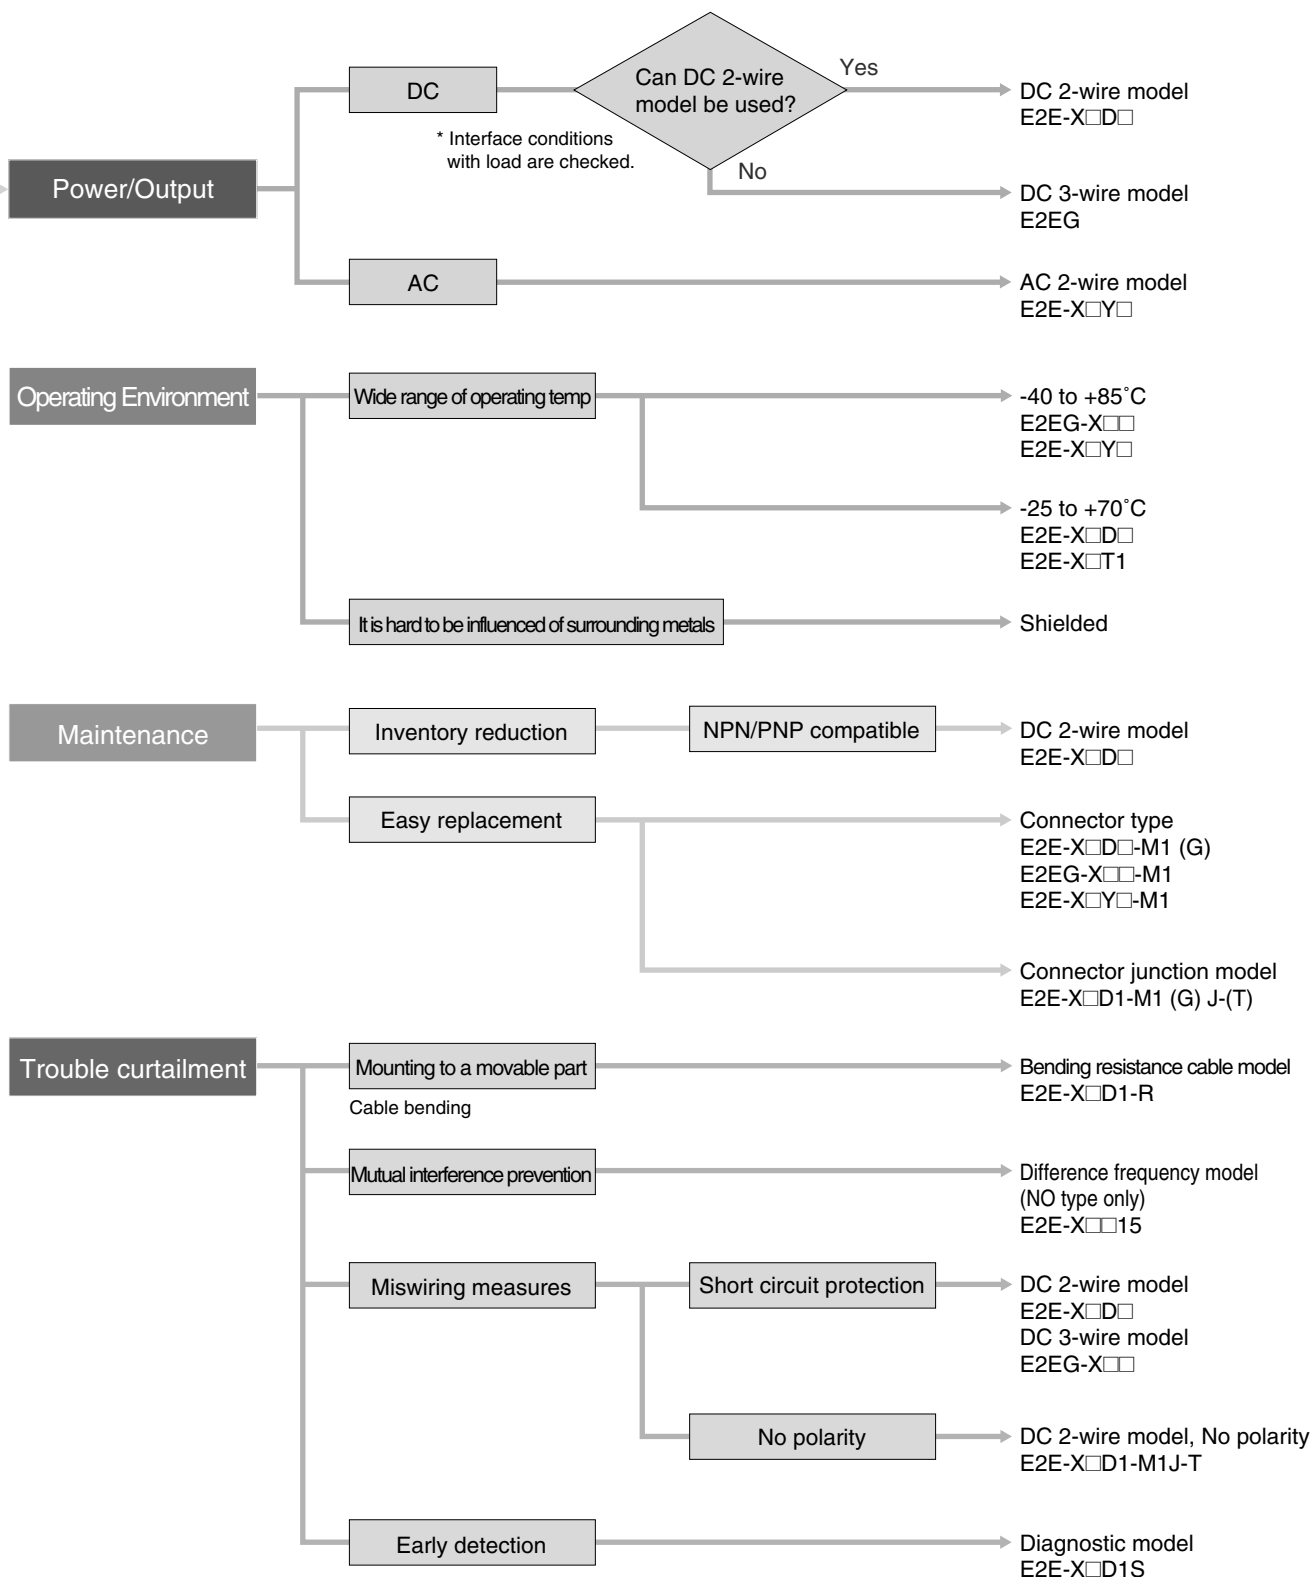 Power/Output
DC
* Interface conditions
with load are checked.
Can DC 2-wire
model be used?
Yes
No
DC 2-wire model
E2E-X□D□
DC 3-wire model
E2EG
AC
AC 2-wire model
E2E-X□Y□
Operating Environment
Wide range of operating temp
-40 to +85˚C
E2EG-X□□
E2E-X□Y□
-25 to +70˚C
E2E-X□D□
E2E-X□T1
It is hard to be influenced of surrounding metals
Shielded
Maintenance
Inventory reduction
NPN/PNP compatible
DC 2-wire model
E2E-X□D□
Easy replacement
Connector type
E2E-X□D□-M1 (G)
E2EG-X□□-M1
E2E-X□Y□-M1
Connector junction model
E2E-X□D1-M1 (G) J-(T)
Trouble curtailment
Mounting to a movable part
Cable bending
Bending resistance cable model
E2E-X□D1-R
Mutual interference prevention
Difference frequency model
(NO type only)
E2E-X□□15
Miswiring measures
Short circuit protection
DC 2-wire model
E2E-X□D□
DC 3-wire model
E2EG-X□□
No polarity
DC 2-wire model, No polarity
E2E-X□D1-M1J-T
Early detection
Diagnostic model
E2E-X□D1S